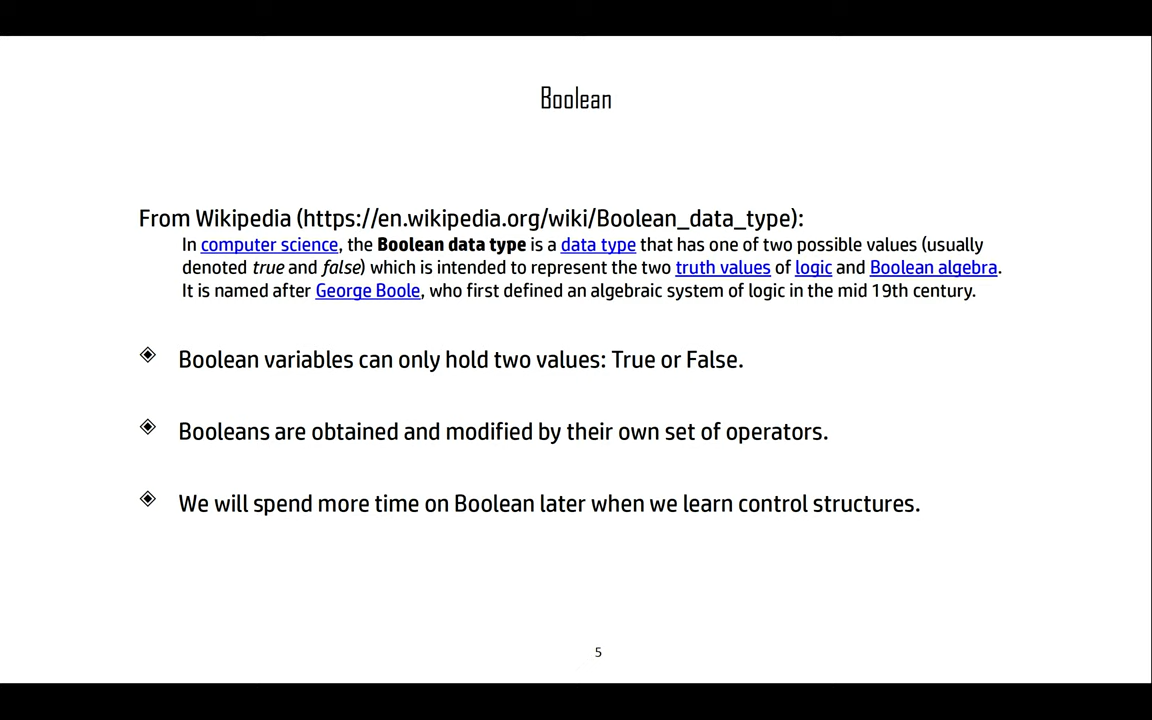 Boolean
From Wikipedia (https://en.wikipedia.org/wiki/Boolean_data_type):
In computer science, the Boolean data type is a data type that has one of two possible values (usually
denoted true and false) which is intended to represent the two truth values of logic and Boolean algebra.
It is named after George Boole, who first defined an algebraic system of logic in the mid 19th century.
Boolean variables can only hold two values: True or False.
Booleans are obtained and modified by their own set of operators.
We will spend more time on Boolean later when we learn control structures.
5